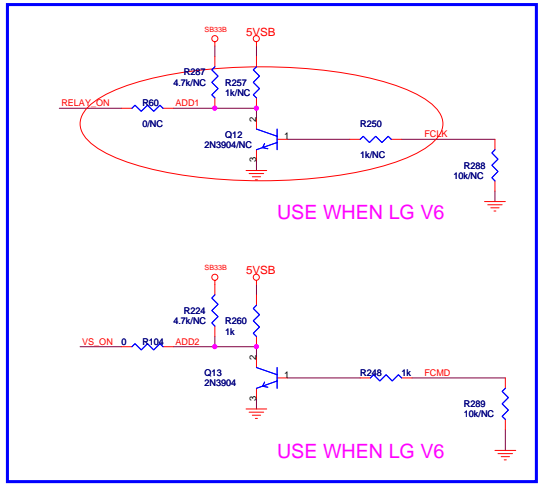 SB33B 5VSB
R287
4.7k/NC
R257
1k/NC
RELAY_ON R60 ADD1
0/NC
2
Q12
2N3904/NC
1
3
R250
1k/NC
FCLK
R288
10k/NC
USE WHEN LG V6
SB33B 5VSB
R224
4.7k/NC
R260
1k
VS_ON 0 R104 ADD2
2
Q13
2N3904
1
3
R248 1k FCMD
R289
10k/NC
USE WHEN LG V6